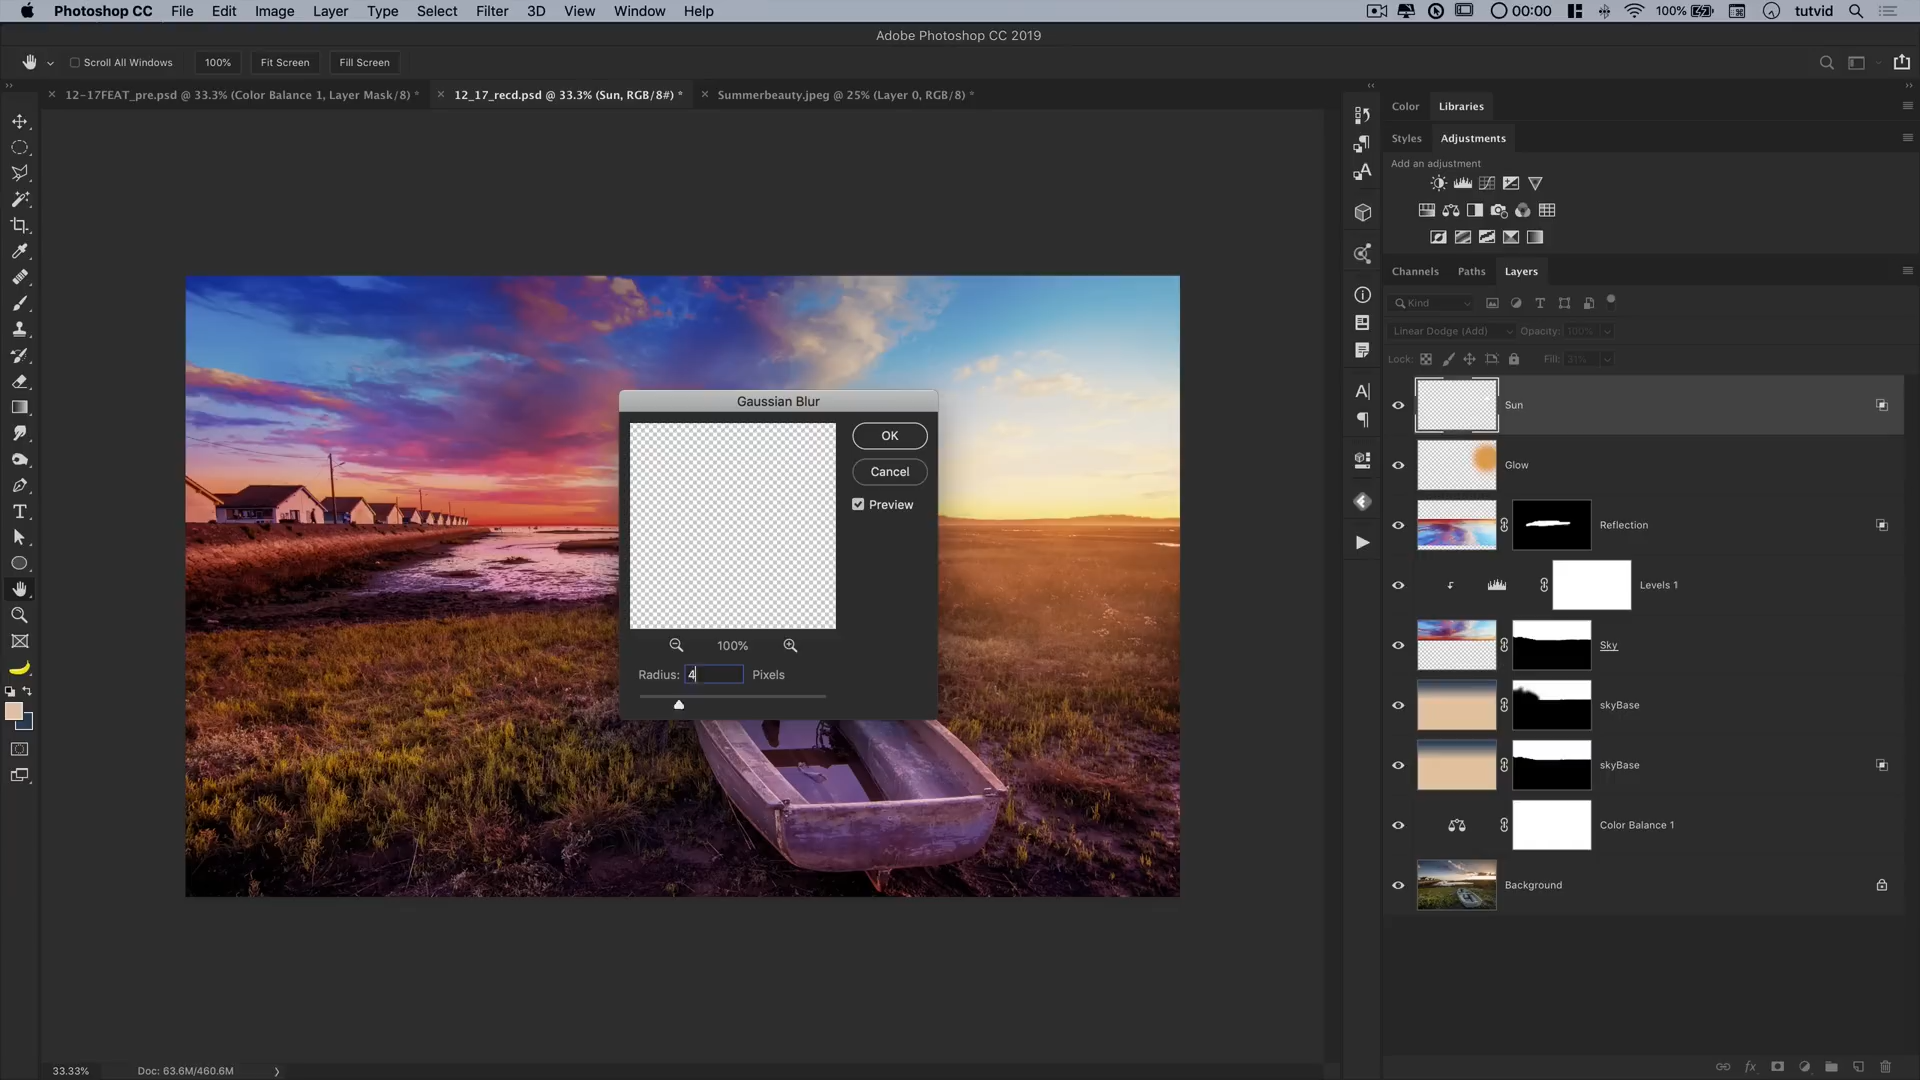 Photoshop CC File Edit Image Layer Type Select Filter 3D View Window Help 00:00 100% tutvid
Adobe Photoshop CC 2019
Scroll All Windows 100% Fit Screen Fill Screen
12-17FEAT_pre.psd @ 33.3% (Color Balance 1, Layer Mask/8) * 12_17_recd.psd @ 33.3% (Sun, RGB/8#) * Summerbeauty.jpeg @ 25% (Layer 0, RGB/8) *
Color Libraries
Styles Adjustments
Add an adjustment
Channels Paths Layers
Kind
Linear Dodge (Add) Opacity: 100%
Lock: Fill: 31%
Sun
Glow
Reflection
Levels 1
Sky
skyBase
skyBase
Color Balance 1
Background
Gaussian Blur
OK
Cancel
Preview
100%
Radius: 4 Pixels
33.33% Doc: 63.6M/460.6M